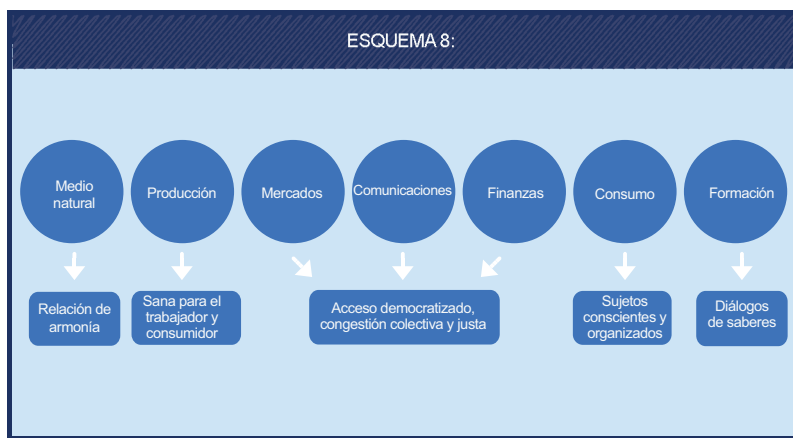 ESQUEMA 8:
Medio
natural
Producción
Mercados
Comunicaciones
Finanzas
Consumo
Formación
Relación de
armonía
Sana para el
trabajador y
consumidor
Acceso democratizado,
congestión colectiva y justa
Sujetos
conscientes y
organizados
Diálogos
de saberes